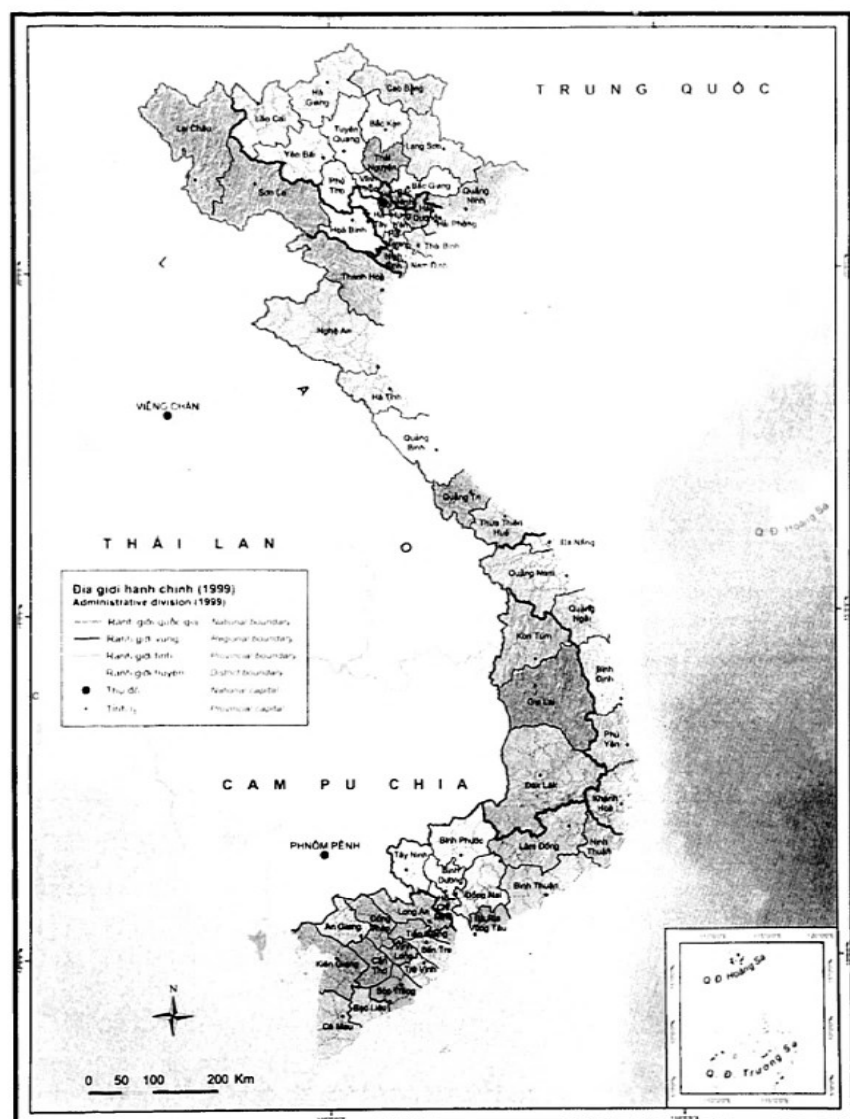 TRUNG QUỐC
Hà
Giang
Cao Bằng
Lào Cai
Lai Châu
Tuyên
Quang
Bắc Kạn
Lạng Sơn
Yên Bái
Thái
Nguyên
Phú
Thọ
Bắc Giang
Quảng
Ninh
Sơn La
Hải Phòng
Hoà Bình
Thái Bình
Nam Định
Thanh Hoá
L
Nghệ An
A
VIÊNG CHĂN
Hà Tĩnh
Quảng
Bình
Quảng Trị
Thừa Thiên
Huế
Q. Đ. Hoàng Sa
THÁI LAN
O
Đà Nẵng
Quảng Nam
Địa giới hành chính (1999)
Administrative division (1999)
Ranh giới quốc gia National boundary
Ranh giới vùng Regional boundary
Ranh giới tỉnh Provincial boundary
Ranh giới huyện District boundary
Thủ đô National capital
Tỉnh lỵ Provincial capital
Quảng
Ngãi
Kon Tum
Bình
Định
Gia Lai
Phú
Yên
CAM PU CHIA
Đak Lak
Khánh
Hoà
PHNÔM PÊNH
Bình Phước
Lâm Đồng
Ninh
Thuận
Tây Ninh
Bình
Dương
Đồng Nai
Bình Thuận
Long An
Bà Rịa
Vũng Tàu
An Giang
Đồng
Tháp
Tiền Giang
Bến Tre
Kiên Giang
Cần
Thơ
Trà Vinh
Sóc Trăng
Bạc Liêu
Cà Mau
N
0 50 100 200 Km
Q. Đ. Hoàng Sa
Q. Đ. Trường Sa